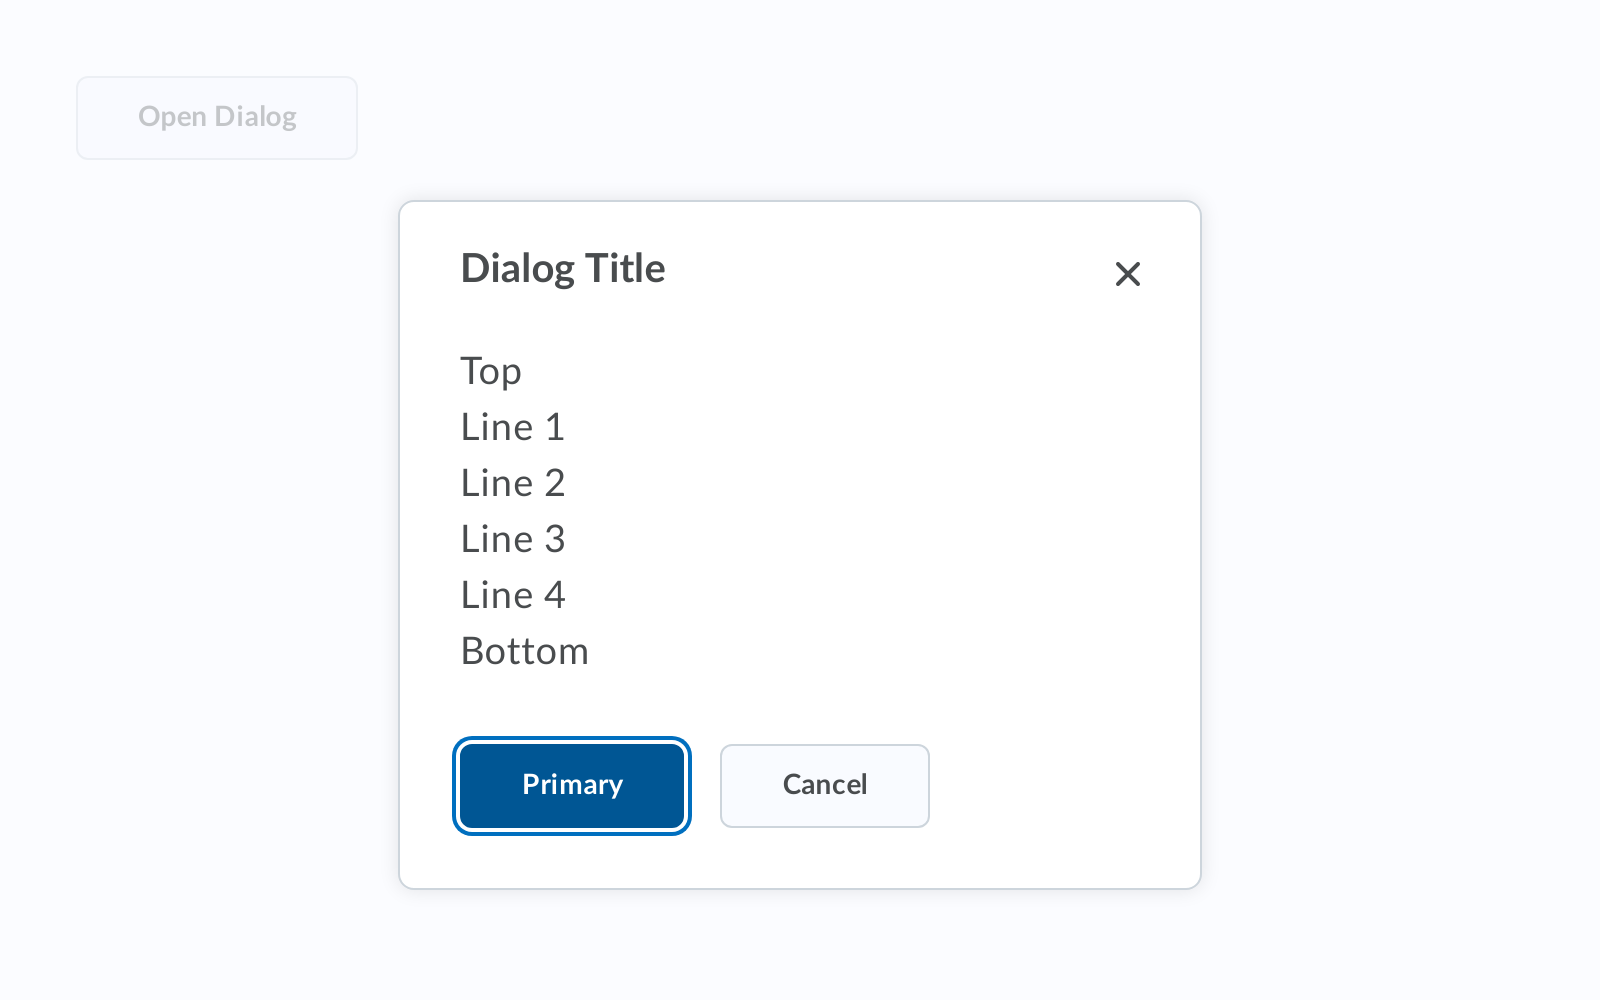 Open Dialog
Dialog Title
Top
Line 1
Line 2
Line 3
Line 4
Bottom
Primary
Cancel